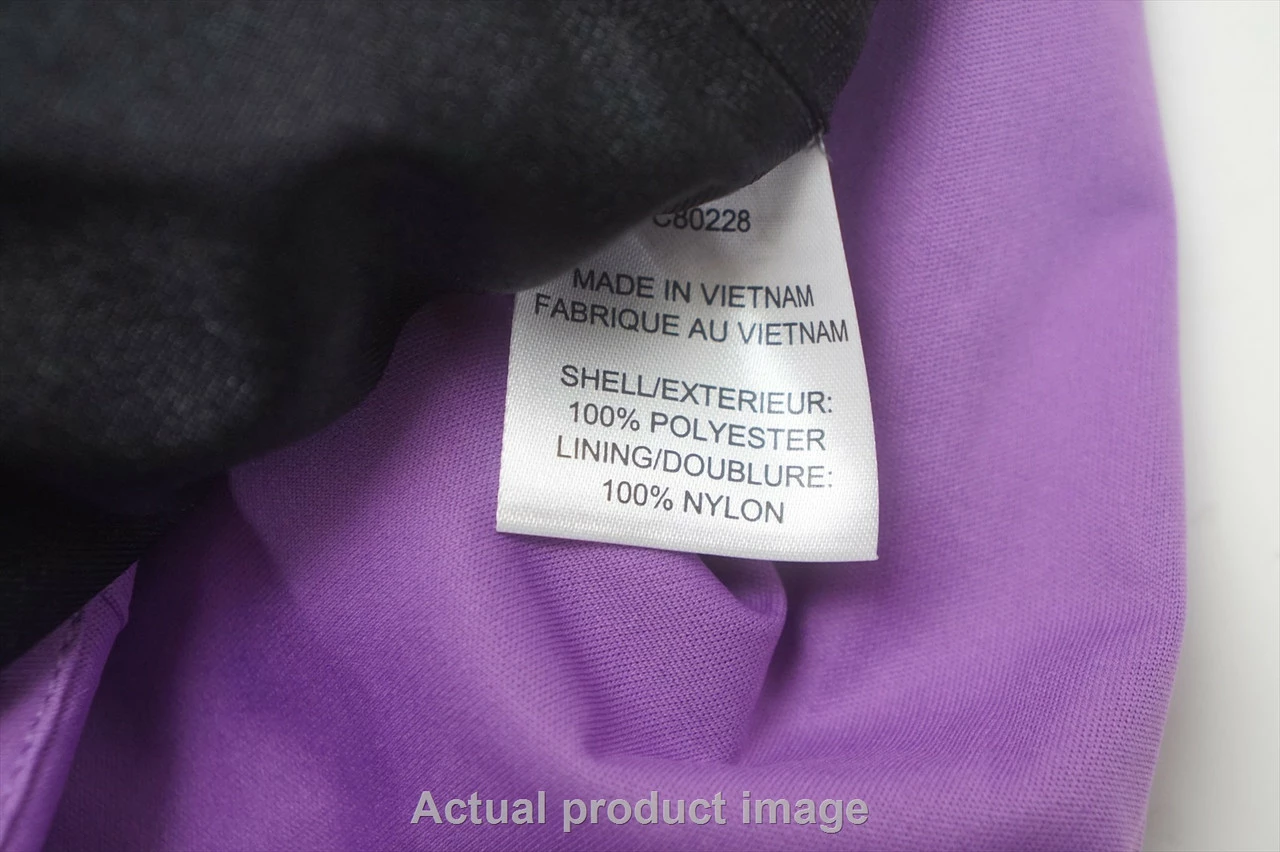 C80228
MADE IN VIETNAM
FABRIQUE AU VIETNAM
SHELL/EXTERIEUR:
100% POLYESTER
LINING/DOUBLURE:
100% NYLON
Actual product image